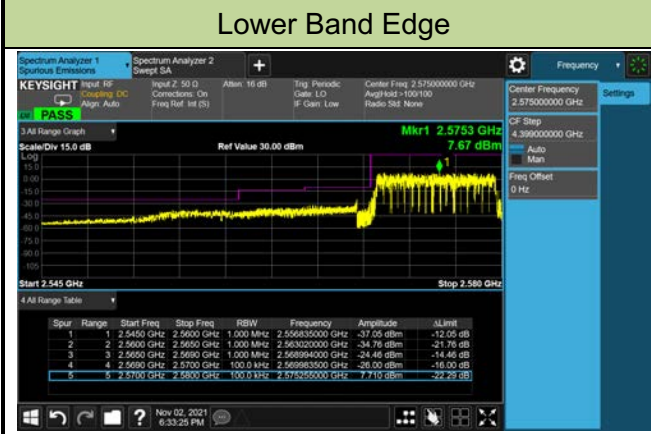 Lower Band Edge
Spectrum Analyzer 1
Spurious Emissions
Spectrum Analyzer 2
Swept SA
+
Frequency
KEYSIGHT
Input: RF
Coupling: DC
Align: Auto
Input Z: 50 Ω
Corrections: On
Freq Ref: Int (S)
Atten: 16 dB
Trig: Periodic
Gate: LO
IF Gain: Low
Center Freq: 2.575000000 GHz
Avg|Hold:>100/100
Radio Std: None
PASS
Center Frequency
2.575000000 GHz
Settings
CF Step
4.399000000 GHz
Auto
Man
Freq Offset
0 Hz
3 All Range Graph
Mkr1 2.5753 GHz
Scale/Div 15.0 dB
Ref Value 30.00 dBm
7.67 dBm
Log
15.0
0.00
-15.0
-30.0
-45.0
-60.0
-75.0
-90.0
-105
1
Start 2.545 GHz
Stop 2.580 GHz
4 All Range Table
Spur Range Start Freq Stop Freq RBW Frequency Amplitude ΔLimit
1 1 2.5450 GHz 2.5600 GHz 1.000 MHz 2.556835000 GHz -37.05 dBm -12.05 dB
2 2 2.5600 GHz 2.5650 GHz 1.000 MHz 2.563020000 GHz -34.76 dBm -21.76 dB
3 3 2.5650 GHz 2.5690 GHz 1.000 MHz 2.568994000 GHz -24.46 dBm -14.46 dB
4 4 2.5690 GHz 2.5700 GHz 100.0 kHz 2.569983500 GHz -26.00 dBm -16.00 dB
5 5 2.5700 GHz 2.5800 GHz 100.0 kHz 2.575255000 GHz 7.710 dBm -22.29 dB
?
Nov 02, 2021
6:33:25 PM